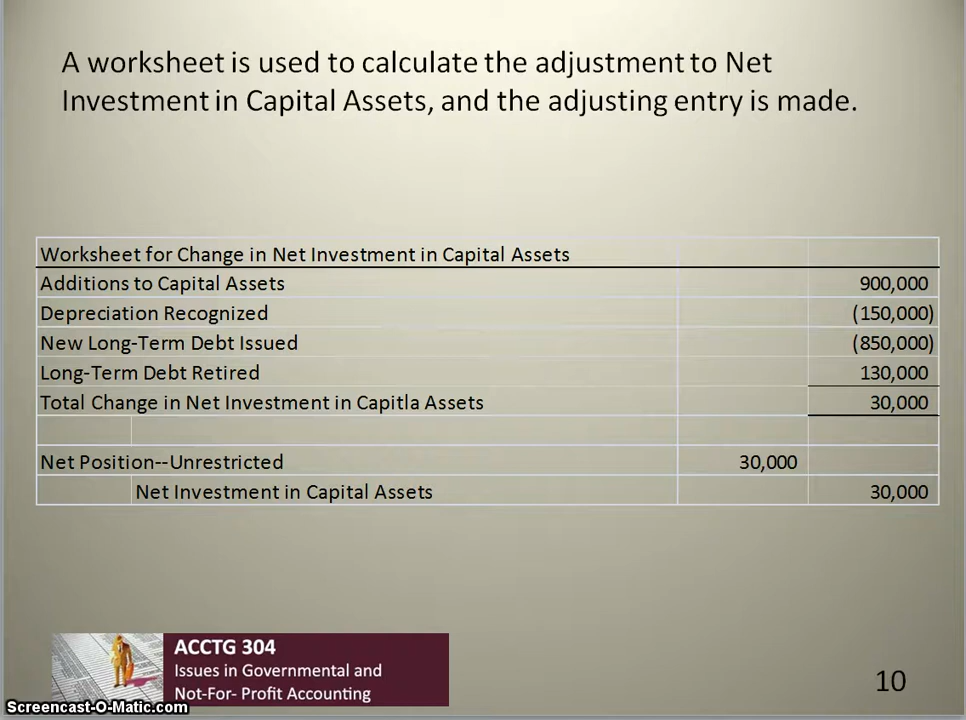 A worksheet is used to calculate the adjustment to Net
Investment in Capital Assets, and the adjusting entry is made.
Worksheet for Change in Net Investment in Capital Assets
Additions to Capital Assets 900,000
Depreciation Recognized (150,000)
New Long-Term Debt Issued (850,000)
Long-Term Debt Retired 130,000
Total Change in Net Investment in Capitla Assets 30,000
Net Position--Unrestricted 30,000
Net Investment in Capital Assets 30,000
ACCTG 304
Issues in Governmental and
Not-For- Profit Accounting
10
Screencast-O-Matic.com